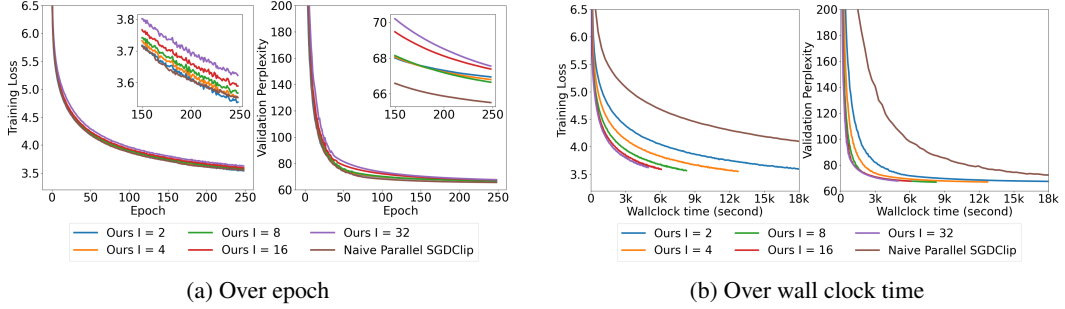 Training Loss
6.5
6.0
5.5
5.0
4.5
4.0
3.5
0 50 100 150 200 250
Epoch
3.8
3.7
3.6
150 200 250
Validation Perplexity
200
180
160
140
120
100
80
60
0 50 100 150 200 250
Epoch
70
68
66
150 200 250
Ours I = 2 Ours I = 8 Ours I = 32
Ours I = 4 Ours I = 16 Naive Parallel SGDClip
(a) Over epoch
Training Loss
6.5
6.0
5.5
5.0
4.5
4.0
3.5
0 3k 6k 9k 12k 15k 18k
Wallclock time (second)
Validation Perplexity
200
180
160
140
120
100
80
60
0 3k 6k 9k 12k 15k 18k
Wallclock time (second)
Ours I = 2 Ours I = 8 Ours I = 32
Ours I = 4 Ours I = 16 Naive Parallel SGDClip
(b) Over wall clock time